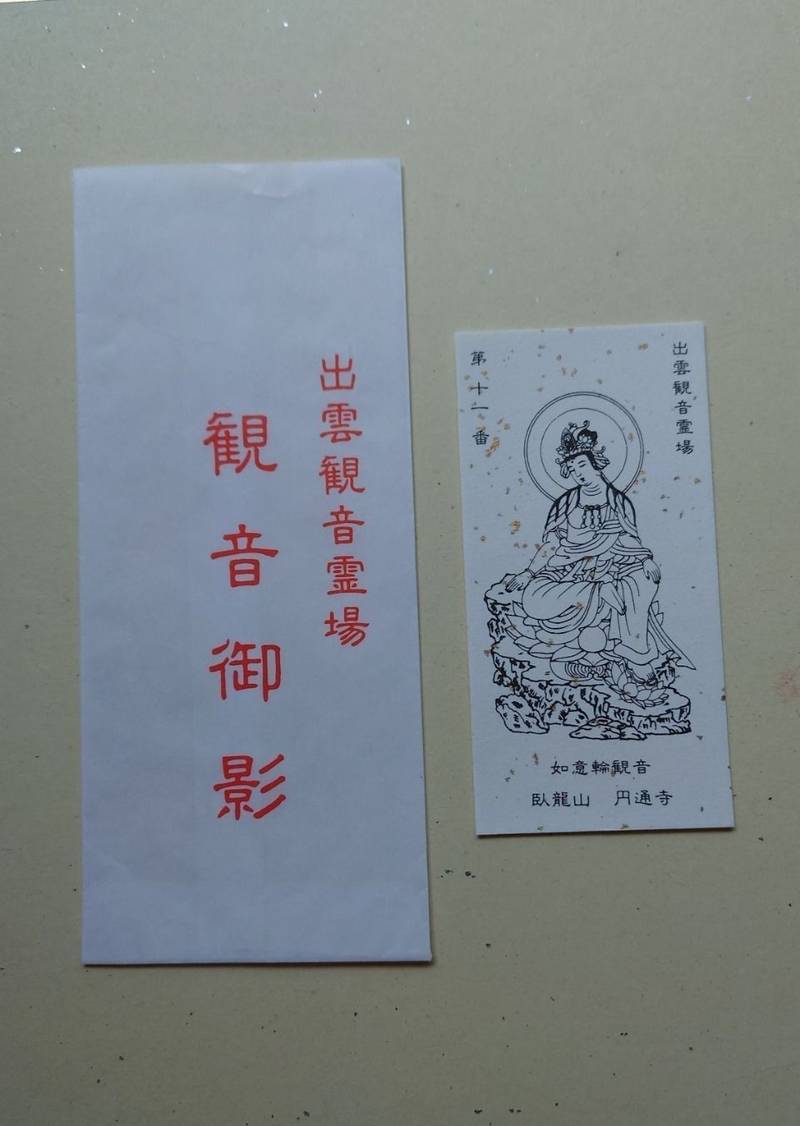 出雲観音霊場
観音御影
出雲観音霊場
第十一番
如意輪観音
臥龍山 円通寺